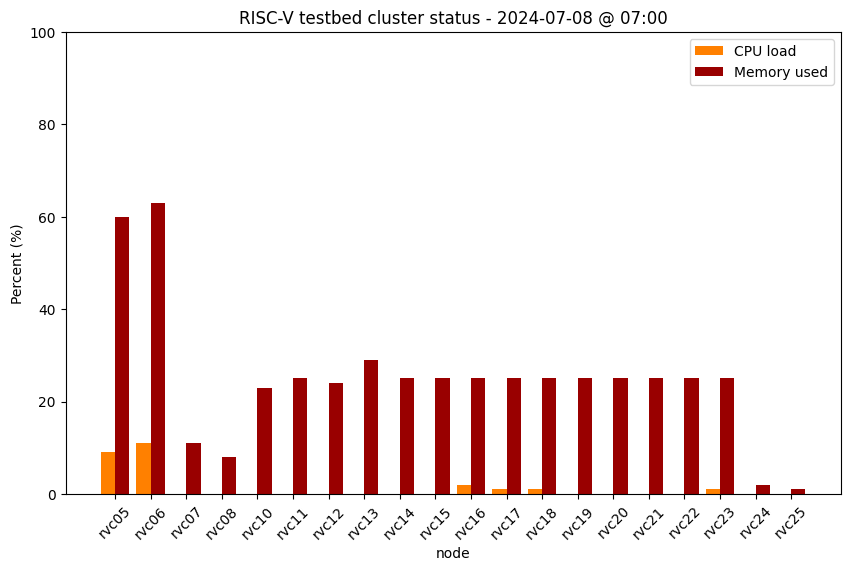 RISC-V testbed cluster status - 2024-07-08 @ 07:00
CPU load
Memory used
Percent (%)
100
80
60
40
20
0
rvc05 rvc06 rvc07 rvc08 rvc10 rvc11 rvc12 rvc13 rvc14 rvc15 rvc16 rvc17 rvc18 rvc19 rvc20 rvc21 rvc22 rvc23 rvc24 rvc25
node